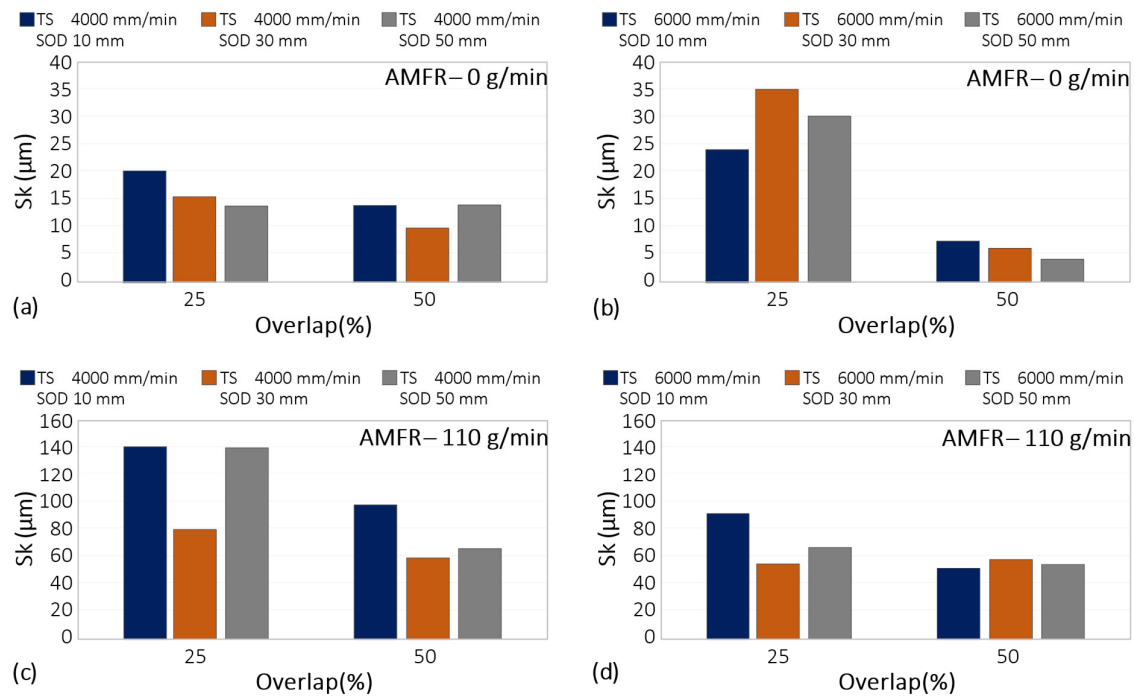 TS 4000 mm/min TS 4000 mm/min TS 4000 mm/min
SOD 10 mm SOD 30 mm SOD 50 mm
AMFR– 0 g/min
40
35
30
25
20
15
10
5
0
Sk (µm)
25 50
Overlap(%)
(a)
TS 6000 mm/min TS 6000 mm/min TS 6000 mm/min
SOD 10 mm SOD 30 mm SOD 50 mm
AMFR– 0 g/min
40
35
30
25
20
15
10
5
0
Sk (µm)
25 50
Overlap(%)
(b)
TS 4000 mm/min TS 4000 mm/min TS 4000 mm/min
SOD 10 mm SOD 30 mm SOD 50 mm
AMFR– 110 g/min
160
140
120
100
80
60
40
20
0
Sk (µm)
25 50
Overlap(%)
(c)
TS 6000 mm/min TS 6000 mm/min TS 6000 mm/min
SOD 10 mm SOD 30 mm SOD 50 mm
AMFR– 110 g/min
160
140
120
100
80
60
40
20
0
Sk (µm)
25 50
Overlap(%)
(d)